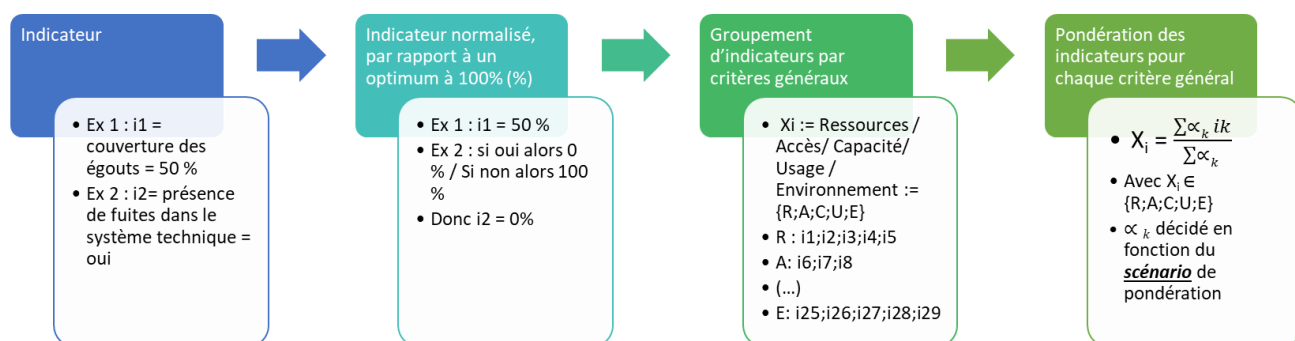 Indicateur
• Ex 1 : i1 =
couverture des
égouts = 50 %
• Ex 2 : i2= présence
de fuites dans le
système technique =
oui
Indicateur normalisé,
par rapport à un
optimum à 100% (%)
• Ex 1 : i1 = 50 %
• Ex 2 : si oui alors 0
% / Si non alors 100
%
• Donc i2 = 0%
Groupement
d’indicateurs par
critères généraux
• Xi := Ressources /
Accès/ Capacité/
Usage /
Environnement :=
{R;A;C;U;E}
• R : i1;i2;i3;i4;i5
• A: i6;i7;i8
• (...)
• E: i25;i26;i27;i28;i29
Pondération des
indicateurs pour
chaque critère général
• Xᵢ = ∑∝ₖ ik / ∑∝ₖ
• Avec Xᵢ ∈
{R;A;C;U;E}
• ∝ ₖ décidé en
fonction du
scénario de
pondération